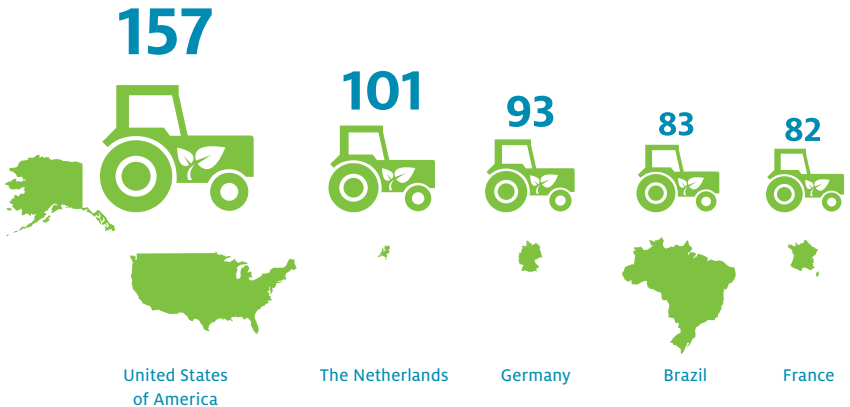 157
101
93
83
82
United States
of America
The Netherlands
Germany
Brazil
France